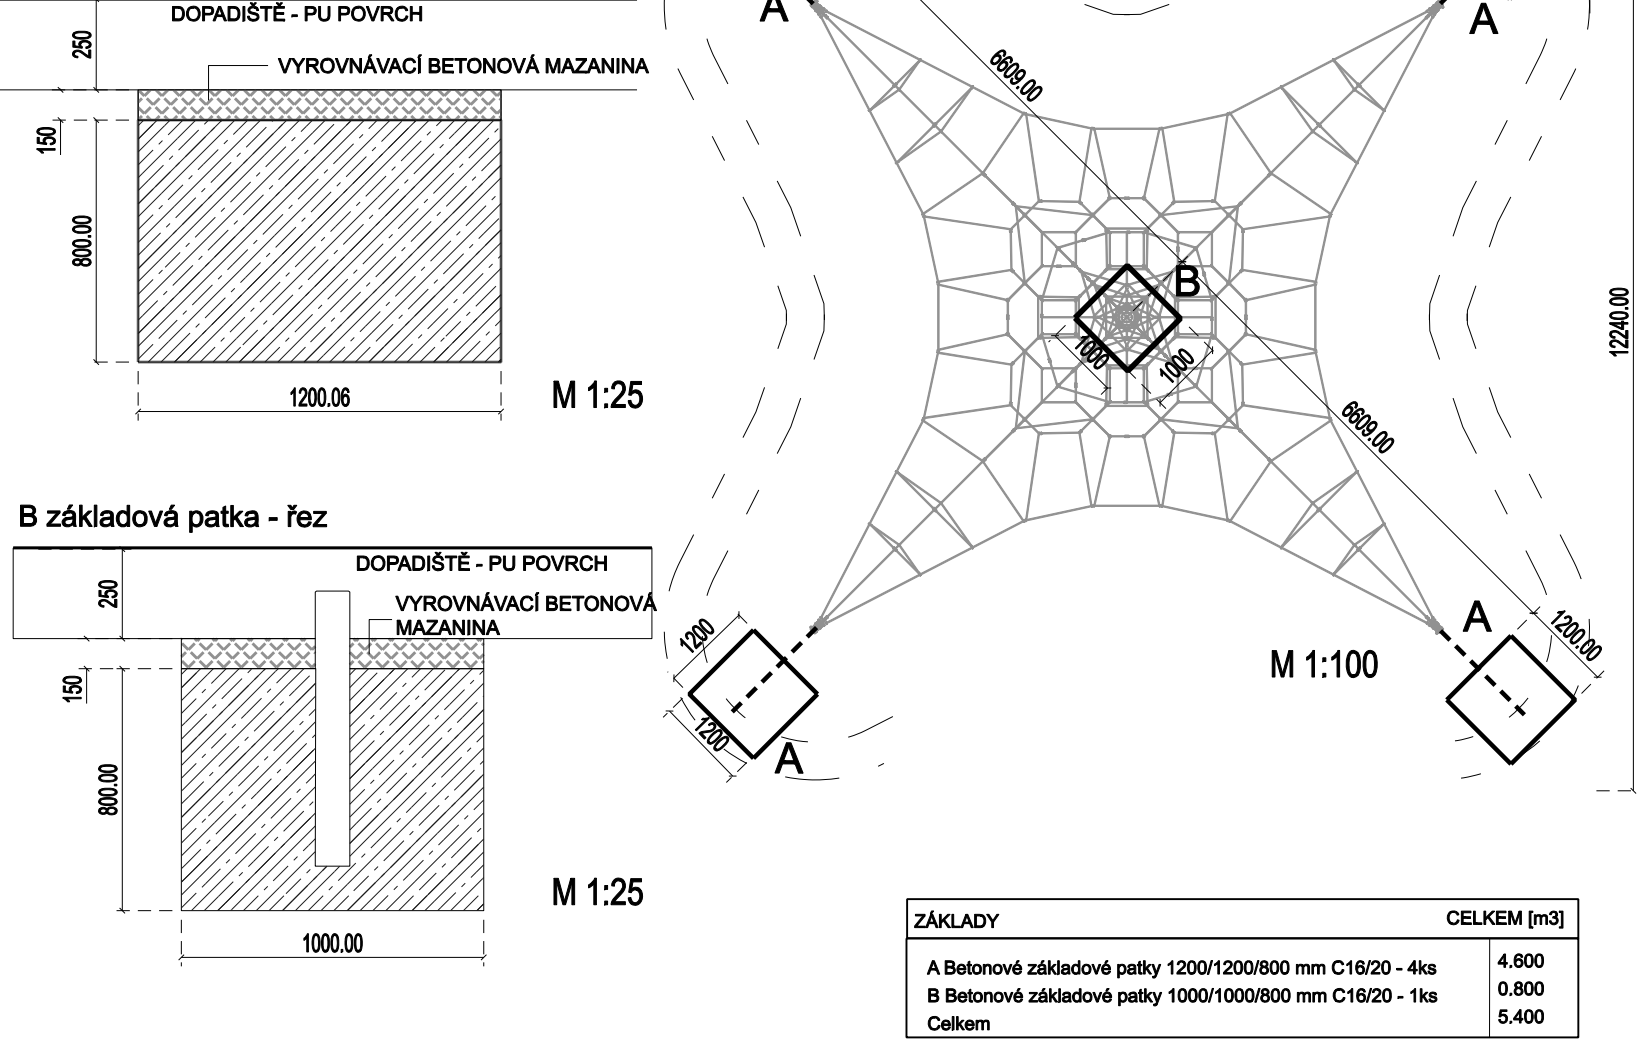 DOPADIŠTĚ - PU POVRCH
250
VYROVNÁVACÍ BETONOVÁ MAZANINA
150
800.00
1200.06
M 1:25
B základová patka - řez
DOPADIŠTĚ - PU POVRCH
250
VYROVNÁVACÍ BETONOVÁ
MAZANINA
150
800.00
1000.00
M 1:25
A
A
6609.00
B
1000
1000
12240.00
6609.00
1200
1200
A
A
1200.00
M 1:100
ZÁKLADY CELKEM [m3]
A Betonové základové patky 1200/1200/800 mm C16/20 - 4ks 4.600
B Betonové základové patky 1000/1000/800 mm C16/20 - 1ks 0.800
Celkem 5.400